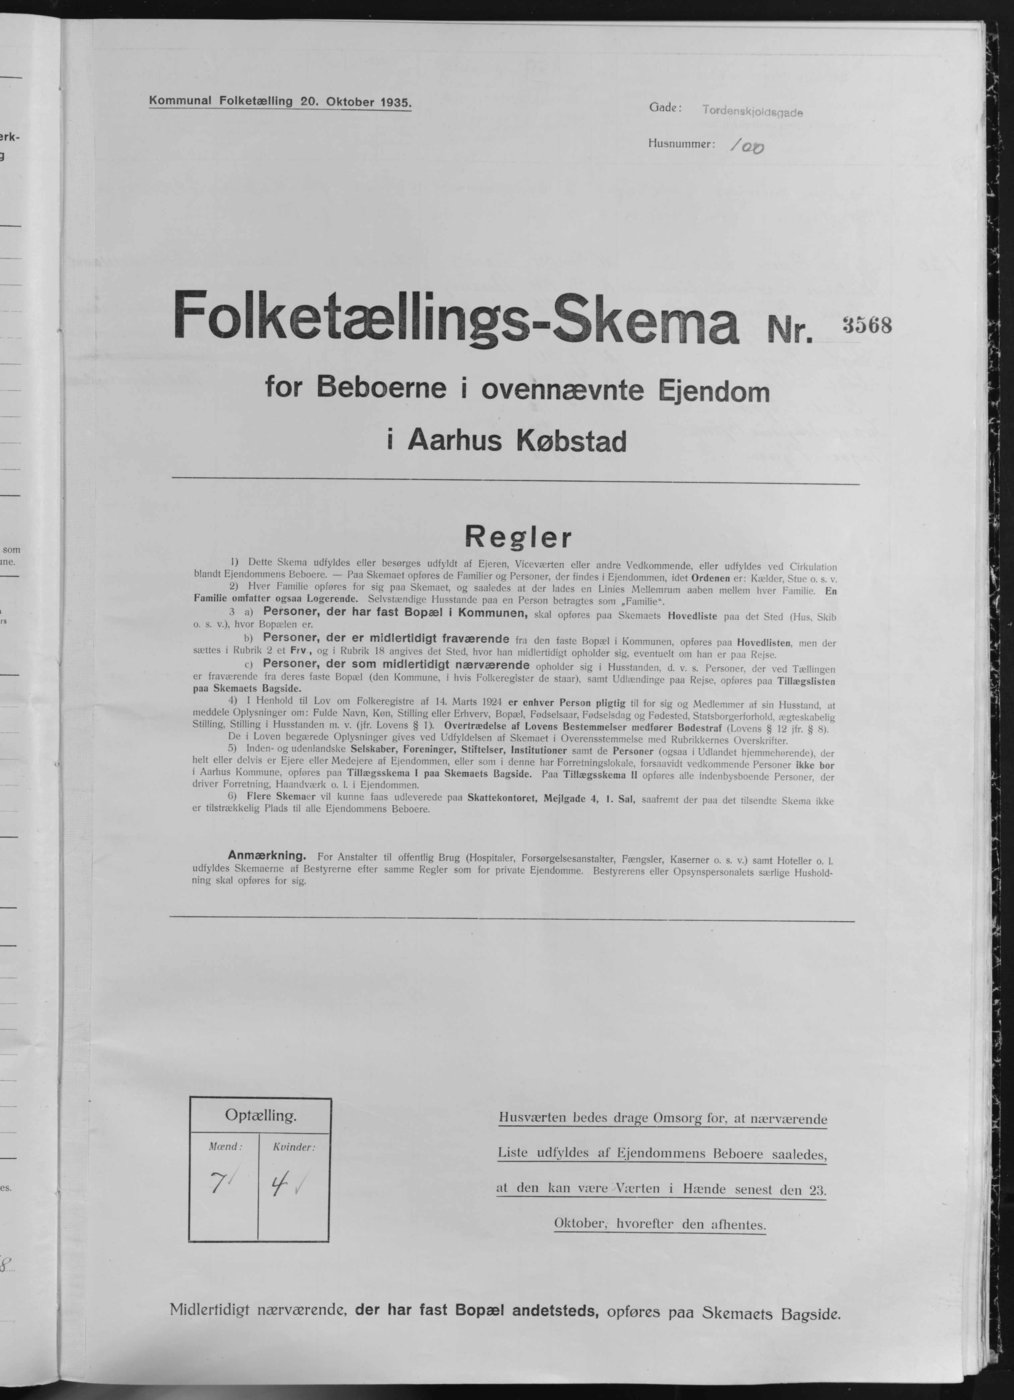 Kommunal Folketælling 20. Oktober 1935.
Gade: Tordenskjoldsgade
Husnummer: 100
Folketællings-Skema Nr. 3568
for Beboerne i ovennævnte Ejendom
i Aarhus Købstad
Regler
1) Dette Skema udfyldes eller besørges udfyldt af Ejeren, Viceværten eller andre Vedkommende, eller udfyldes ved Cirkulation
blandt Ejendommens Beboere. — Paa Skemaet opføres de Familier og Personer, der findes i Ejendommen, idet Ordenen er: Kælder, Stue o. s. v.
2) Hver Familie opføres for sig paa Skemaet, og saaledes at der lades en Linies Mellemrum aaben mellem hver Familie. En
Familie omfatter ogsaa Logerende. Selvstændige Husstande paa en Person betragtes som „Familie“.
3 a) Personer, der har fast Bopæl i Kommunen, skal opføres paa Skemaets Hovedliste paa det Sted (Hus, Skib
o. s. v.), hvor Bopælen er.
b) Personer, der er midlertidigt fraværende fra den faste Bopæl i Kommunen, opføres paa Hovedlisten, men der
sættes i Rubrik 2 et Frv., og i Rubrik 18 angives det Sted, hvor han midlertidigt opholder sig, eventuelt om han er paa Rejse.
c) Personer, der som midlertidigt nærværende opholder sig i Husstanden, d. v. s. Personer, der ved Tællingen
er fraværende fra deres faste Bopæl (den Kommune, i hvis Folkeregister de staar), samt Udlændinge paa Rejse, opføres paa Tillægslisten
paa Skemaets Bagside.
4) I Henhold til Lov om Folkeregistre af 14. Marts 1924 er enhver Person pligtig til for sig og Medlemmer af sin Husstand, at
meddele Oplysninger om: Fulde Navn, Køn, Stilling eller Erhverv, Bopæl, Fødselsaar, Fødselsdag og Fødested, Statsborgerforhold, ægteskabelig
Stilling, Stilling i Husstanden m. v. (jfr. Lovens § 1). Overtrædelse af Lovens Bestemmelser medfører Bødestraf (Lovens § 12 jfr. § 8).
De i Loven begærede Oplysninger gives ved Udfyldelsen af Skemaet i Overensstemmelse med Rubrikkernes Overskrifter.
5) Inden- og udenlandske Selskaber, Foreninger, Stiftelser, Institutioner samt de Personer (ogsaa i Udlandet hjemmehørende), der
helt eller delvis er Ejere eller Medejere af Ejendommen, eller som i denne har Forretningslokale, forsaavidt vedkommende Personer ikke bor
i Aarhus Kommune, opføres paa Tillægsskema I paa Skemaets Bagside. Paa Tillægsskema II opføres alle indenbysboende Personer, der
driver Forretning, Haandværk o. l. i Ejendommen.
6) Flere Skemaer vil kunne faas udleverede paa Skattekontoret, Mejlgade 4, 1. Sal, saafremt der paa det tilsendte Skema ikke
er tilstrækkelig Plads til alle Ejendommens Beboere.
Anmærkning. For Anstalter til offentlig Brug (Hospitaler, Forsørgelsesanstalter, Fængsler, Kaserner o. s. v.) samt Hoteller o. l.
udfyldes Skemaerne af Bestyrerne efter samme Regler som for private Ejendomme. Bestyrerens eller Opsynspersonalets særlige Hushold-
ning skal opføres for sig.
Optælling.
Mænd: Kvinder:
7 4
Husværten bedes drage Omsorg for, at nærværende
Liste udfyldes af Ejendommens Beboere saaledes,
at den kan være Værten i Hænde senest den 23.
Oktober, hvorefter den afhentes.
Midlertidigt nærværende, der har fast Bopæl andetsteds, opføres paa Skemaets Bagside.